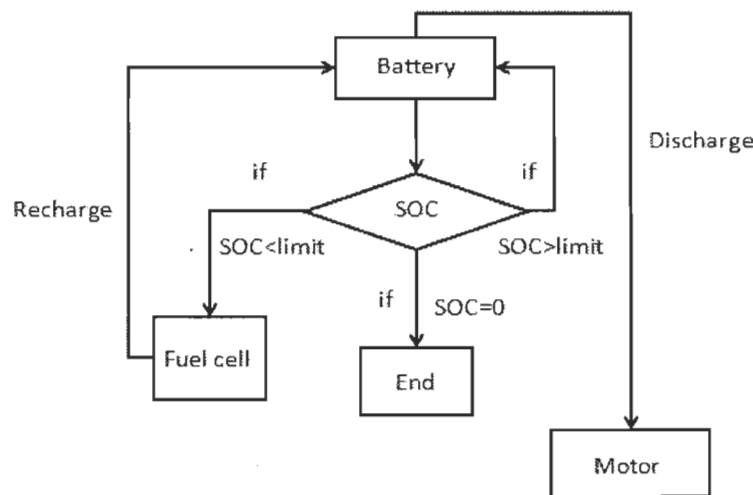 Battery
Discharge
if
if
Recharge
SOC
SOC<limit
SOC>limit
if
SOC=0
Fuel cell
End
Motor